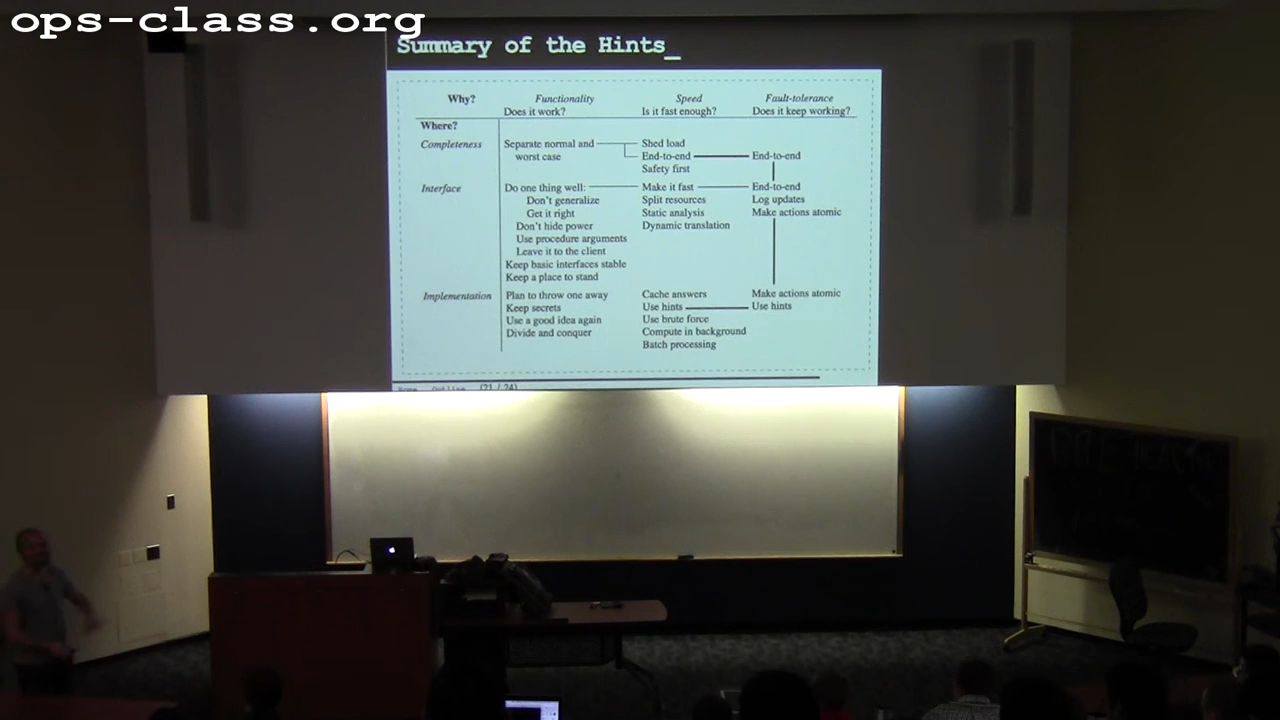 ops-class.org
Summary of the Hints_
Why? Functionality Speed Fault-tolerance
Does it work? Is it fast enough? Does it keep working?
Where?
Completeness Separate normal and Shed load
worst case End-to-end End-to-end
Safety first
Interface Do one thing well: Make it fast End-to-end
Don't generalize Split resources Log updates
Get it right Static analysis Make actions atomic
Don't hide power Dynamic translation
Use procedure arguments
Leave it to the client
Keep basic interfaces stable
Keep a place to stand
Implementation Plan to throw one away Cache answers Make actions atomic
Keep secrets Use hints Use hints
Use a good idea again Use brute force
Divide and conquer Compute in background
Batch processing
(21 / 24)